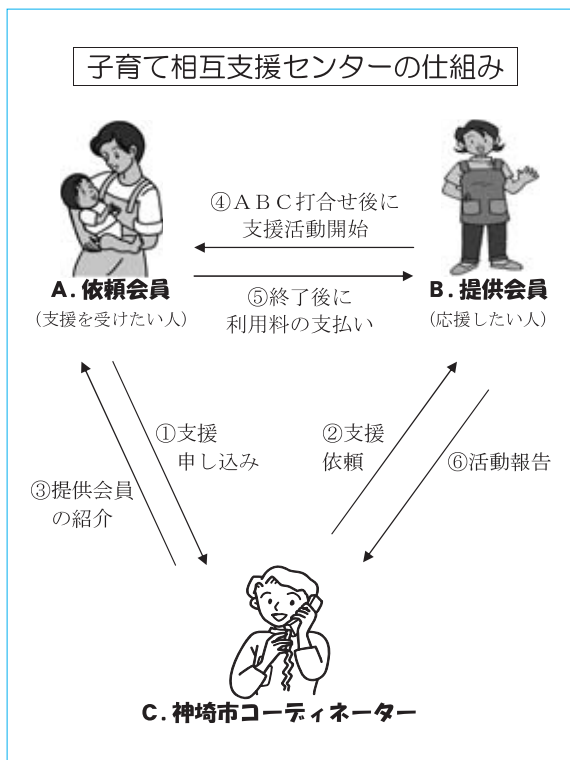 子育て相互支援センターの仕組み
④ＡＢＣ打合せ後に
支援活動開始
A.依頼会員
（支援を受けたい人）
⑤終了後に
利用料の支払い
B.提供会員
（応援したい人）
①支援
申し込み
②支援
依頼
③提供会員
の紹介
⑥活動報告
C.神埼市コーディネーター